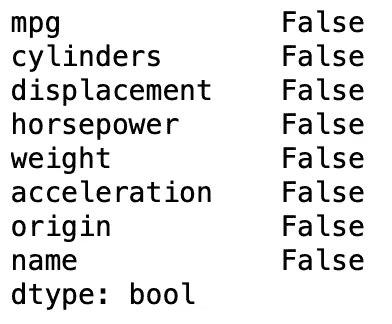 mpg False
cylinders False
displacement False
horsepower False
weight False
acceleration False
origin False
name False
dtype: bool